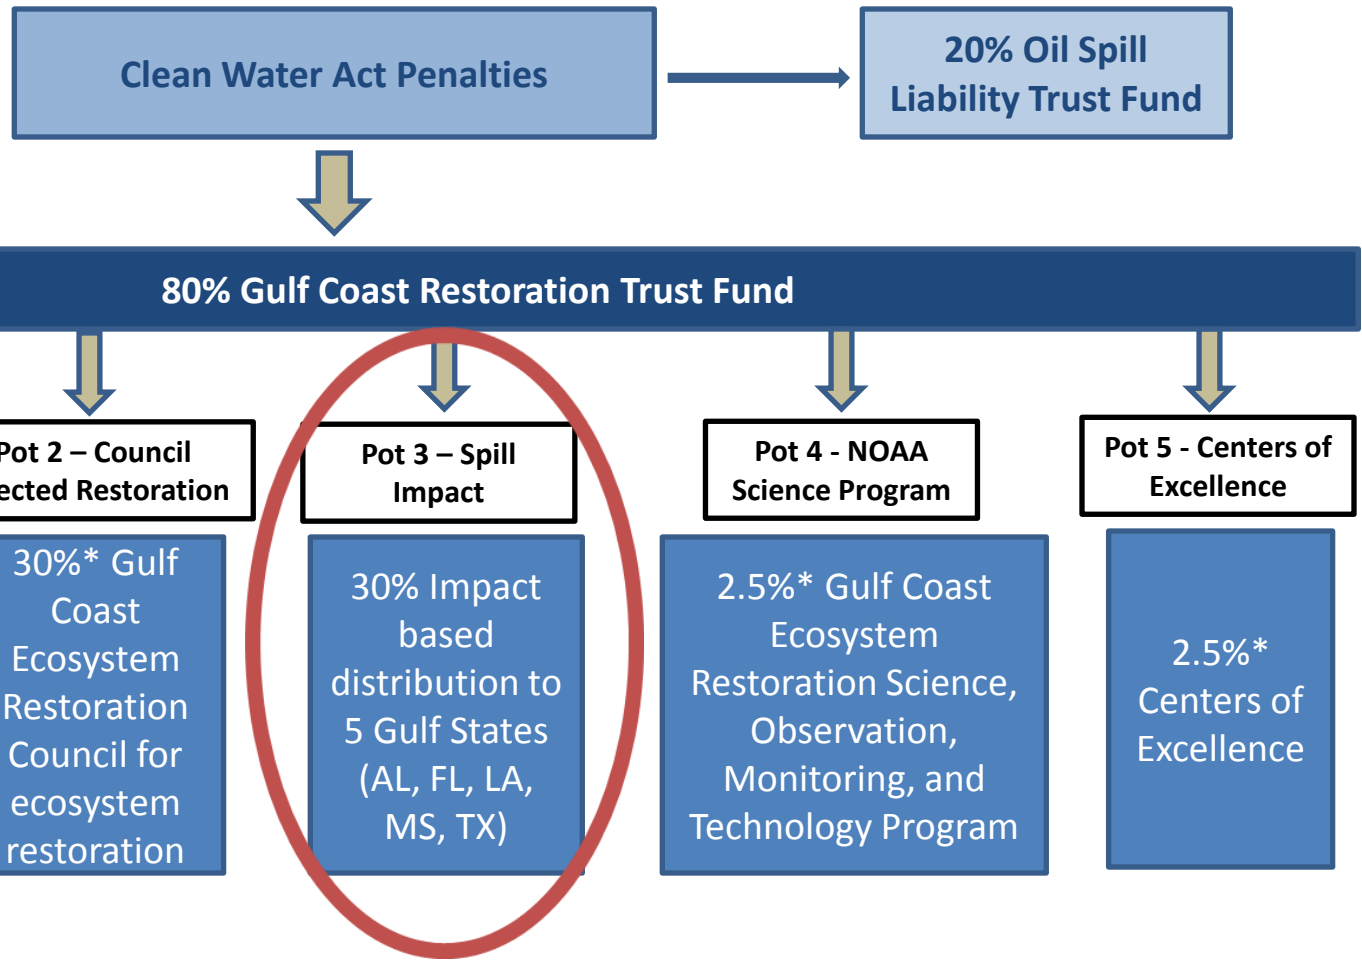 Clean Water Act Penalties
20% Oil Spill
Liability Trust Fund
80% Gulf Coast Restoration Trust Fund
Pot 2 – Council
ected Restoration
Pot 3 – Spill
Impact
Pot 4 - NOAA
Science Program
Pot 5 - Centers of
Excellence
30%* Gulf
Coast
Ecosystem
Restoration
Council for
ecosystem
restoration
30% Impact
based
distribution to
5 Gulf States
(AL, FL, LA,
MS, TX)
2.5%* Gulf Coast
Ecosystem
Restoration Science,
Observation,
Monitoring, and
Technology Program
2.5%*
Centers of
Excellence